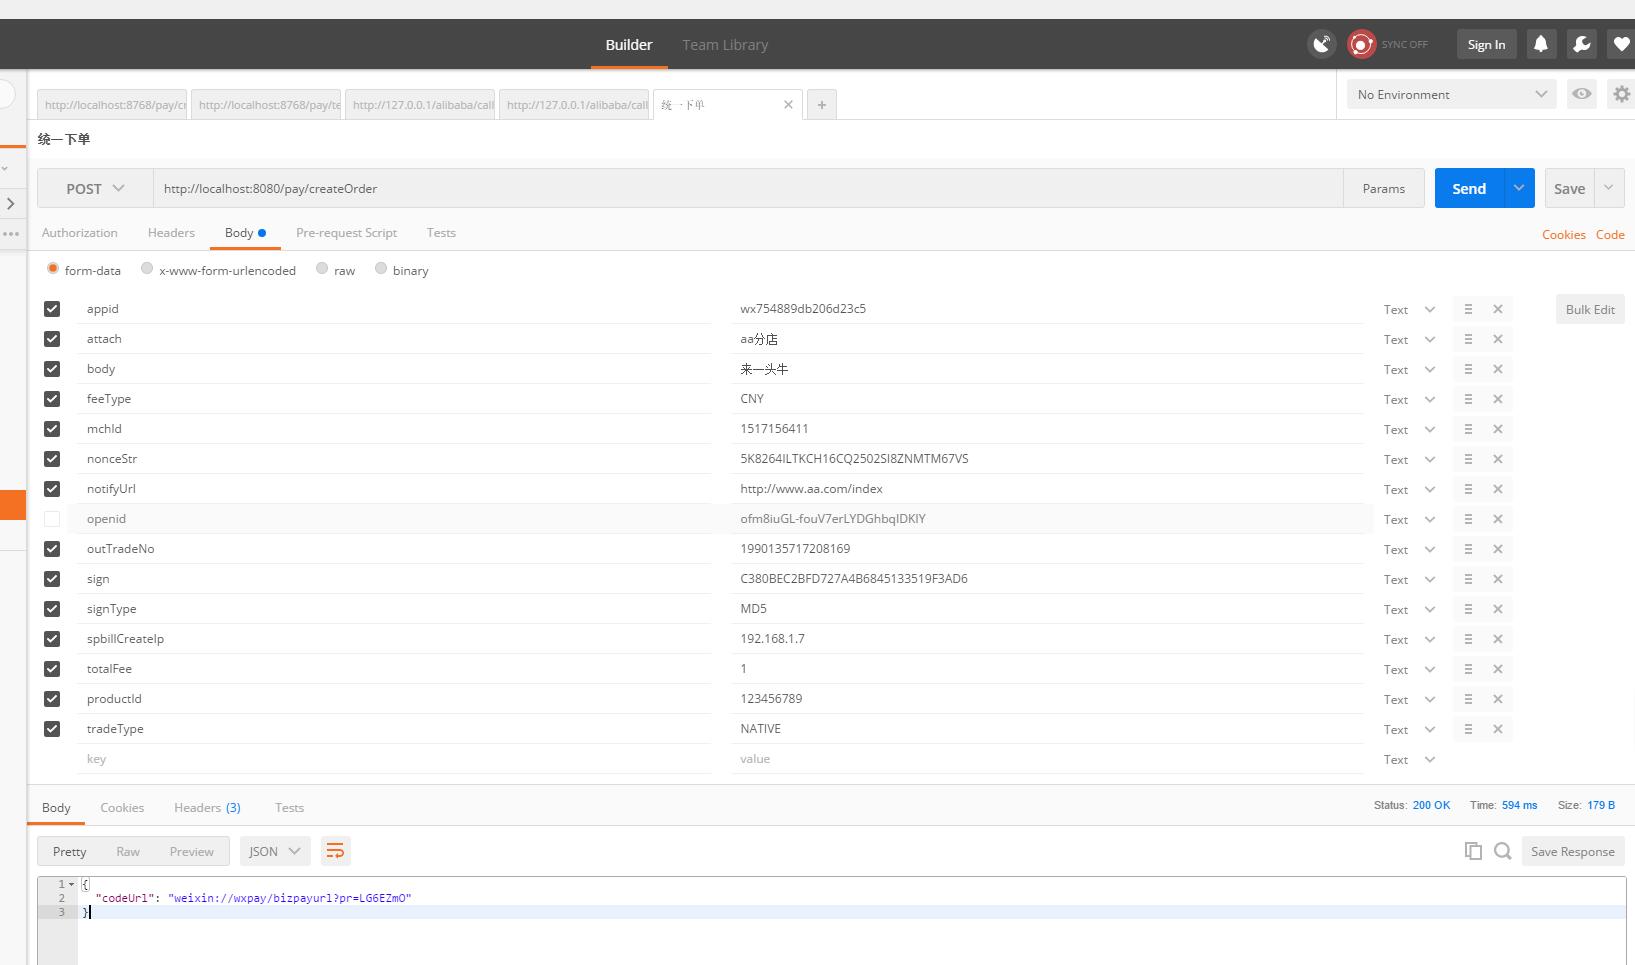 Builder Team Library SYNC OFF Sign In
http://localhost:8768/pay/cr http://localhost:8768/pay/te http://127.0.0.1/alibaba/call http://127.0.0.1/alibaba/call 统一下单 + No Environment
统一下单
POST http://localhost:8080/pay/createOrder Params Send Save
Authorization Headers Body Pre-request Script Tests Cookies Code
form-data x-www-form-urlencoded raw binary
appid wx754889db206d23c5 Text Bulk Edit
attach aa分店 Text
body 来一头牛 Text
feeType CNY Text
mchId 1517156411 Text
nonceStr 5K8264ILTKCH16CQ2502SI8ZNMTM67VS Text
notifyUrl http://www.aa.com/index Text
openid ofm8iuGL-fouV7erLYDGhbqIDKIY Text
outTradeNo 1990135717208169 Text
sign C380BEC2BFD727A4B6845133519F3AD6 Text
signType MD5 Text
spbillCreateIp 192.168.1.7 Text
totalFee 1 Text
productId 123456789 Text
tradeType NATIVE Text
key value Text
Body Cookies Headers (3) Tests Status: 200 OK Time: 594 ms Size: 179 B
Pretty Raw Preview JSON Save Response
1 {
2 "codeUrl": "weixin://wxpay/bizpayurl?pr=LG6EZmO"
3 }